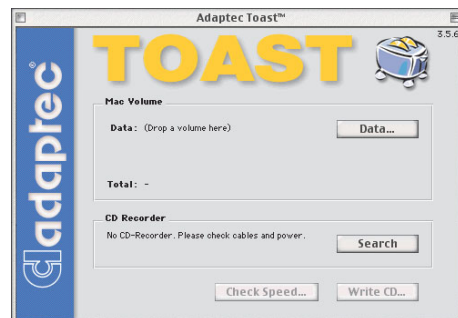 Adaptec Toast™
TOAST
3.5.6
adaptec
Mac Volume
Data: (Drop a volume here)
Data...
Total: -
CD Recorder
No CD-Recorder. Please check cables and power.
Search
Check Speed...
Write CD...